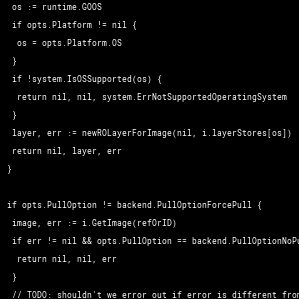 os := runtime.GOOS
if opts.Platform != nil {
os = opts.Platform.OS
}
if !system.IsOSSupported(os) {
return nil, nil, system.ErrNotSupportedOperatingSystem
}
layer, err := newROLayerForImage(nil, i.layerStores[os])
return nil, layer, err
}
if opts.PullOption != backend.PullOptionForcePull {
image, err := i.GetImage(refOrID)
if err != nil && opts.PullOption == backend.PullOptionNoPu
return nil, nil, err
}
// TODO: shouldn't we error out if error is different from